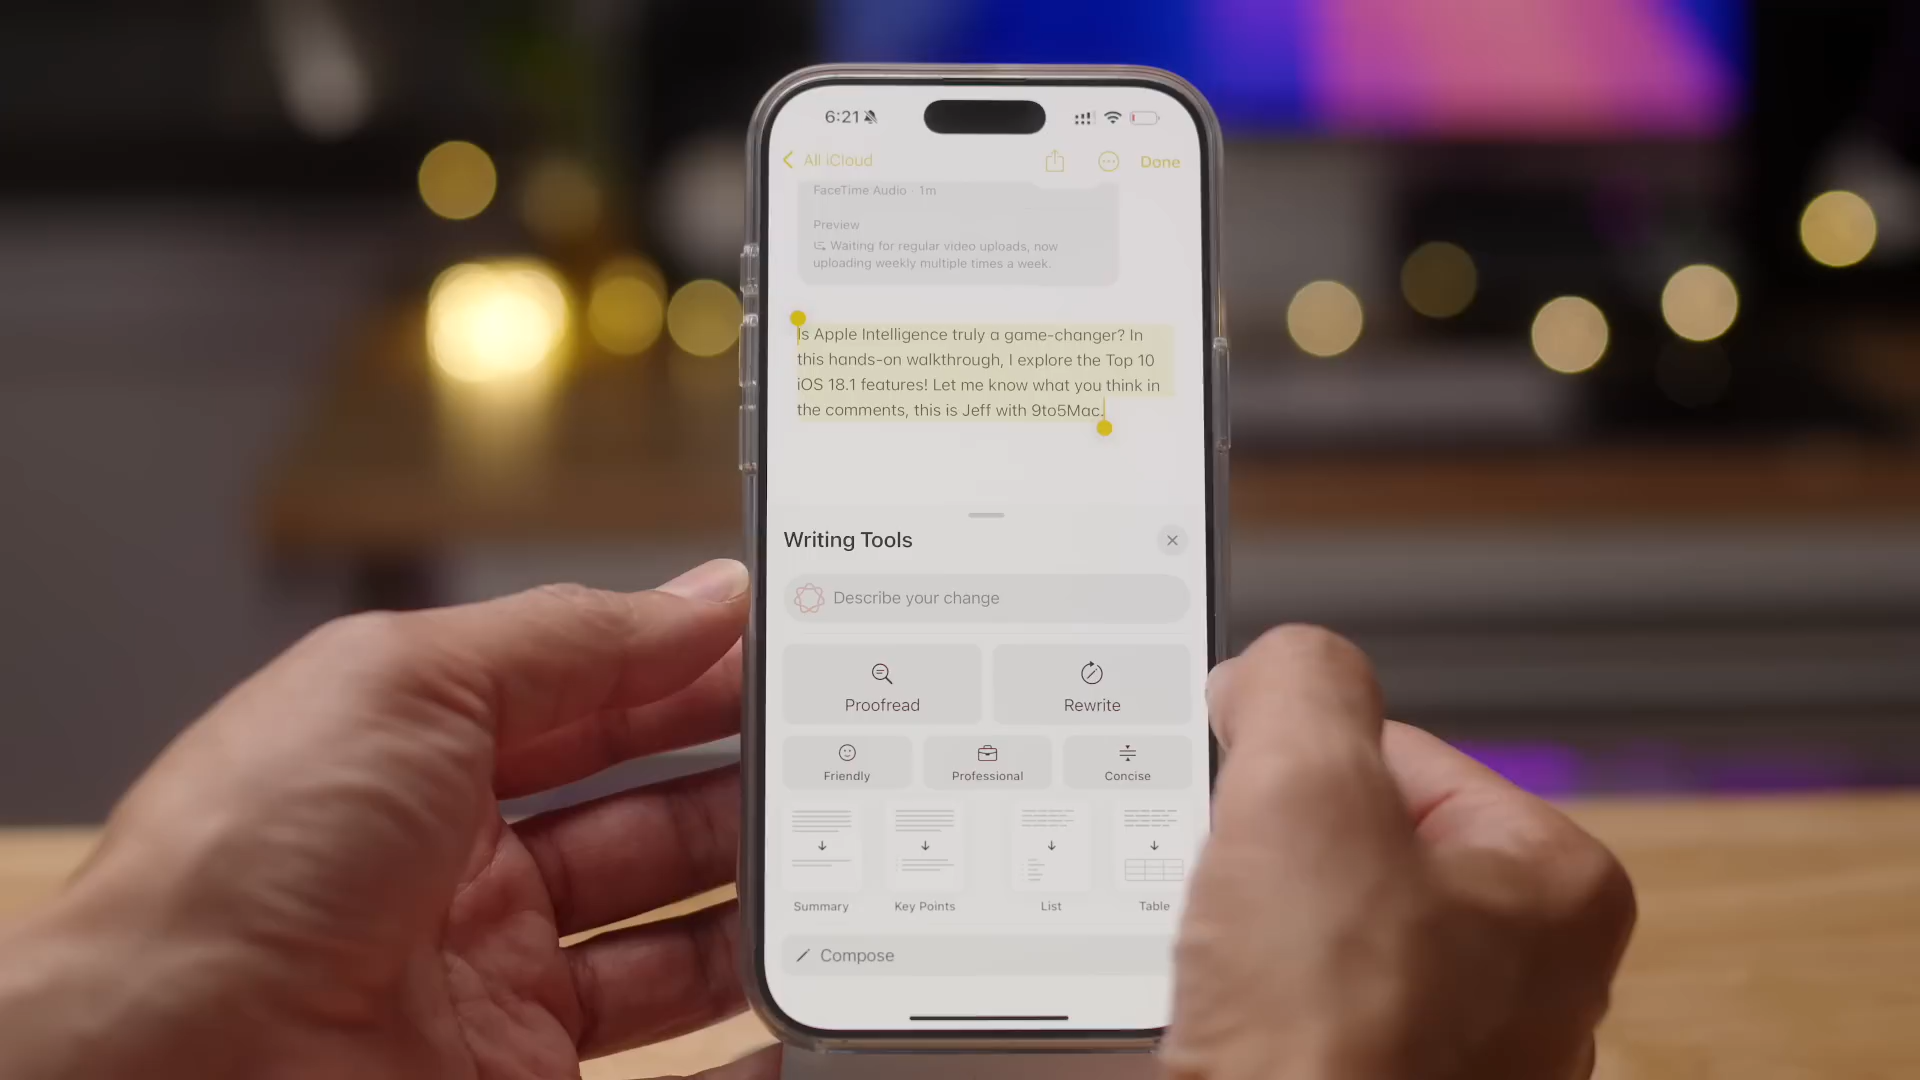 6:21
All iCloud
Done
FaceTime Audio · 1m
Preview
Waiting for regular video uploads, now
uploading weekly multiple times a week.
Is Apple Intelligence truly a game-changer? In
this hands-on walkthrough, I explore the Top 10
iOS 18.1 features! Let me know what you think in
the comments, this is Jeff with 9to5Mac.
Writing Tools
Describe your change
Proofread
Rewrite
Friendly
Professional
Concise
Summary
Key Points
List
Table
Compose